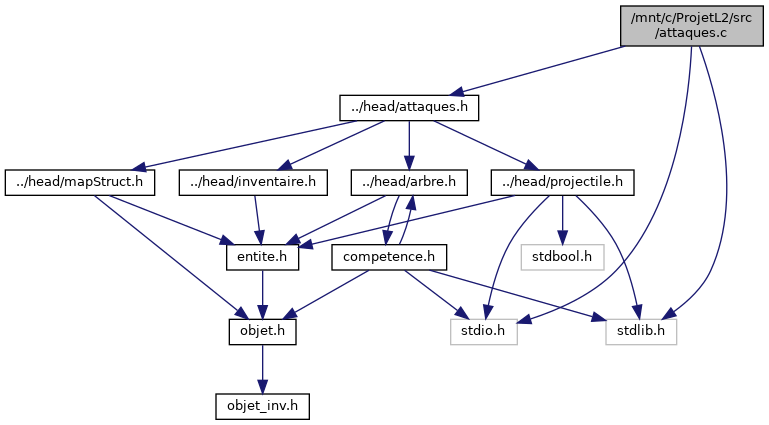 /mnt/c/ProjetL2/src
/attaques.c
../head/attaques.h
../head/mapStruct.h
../head/inventaire.h
../head/arbre.h
../head/projectile.h
entite.h
competence.h
stdbool.h
objet.h
stdio.h
stdlib.h
objet_inv.h